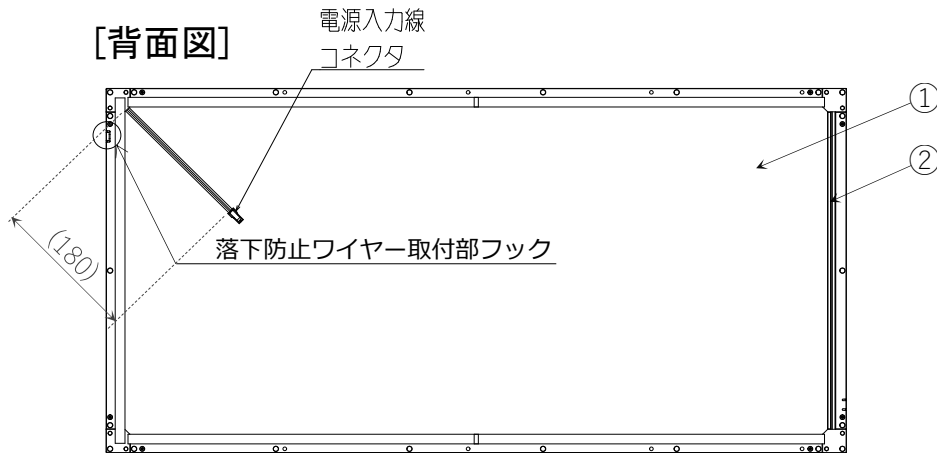 [背面図]
電源入力線
コネクタ
①
②
落下防止ワイヤー取付部フック
(180)